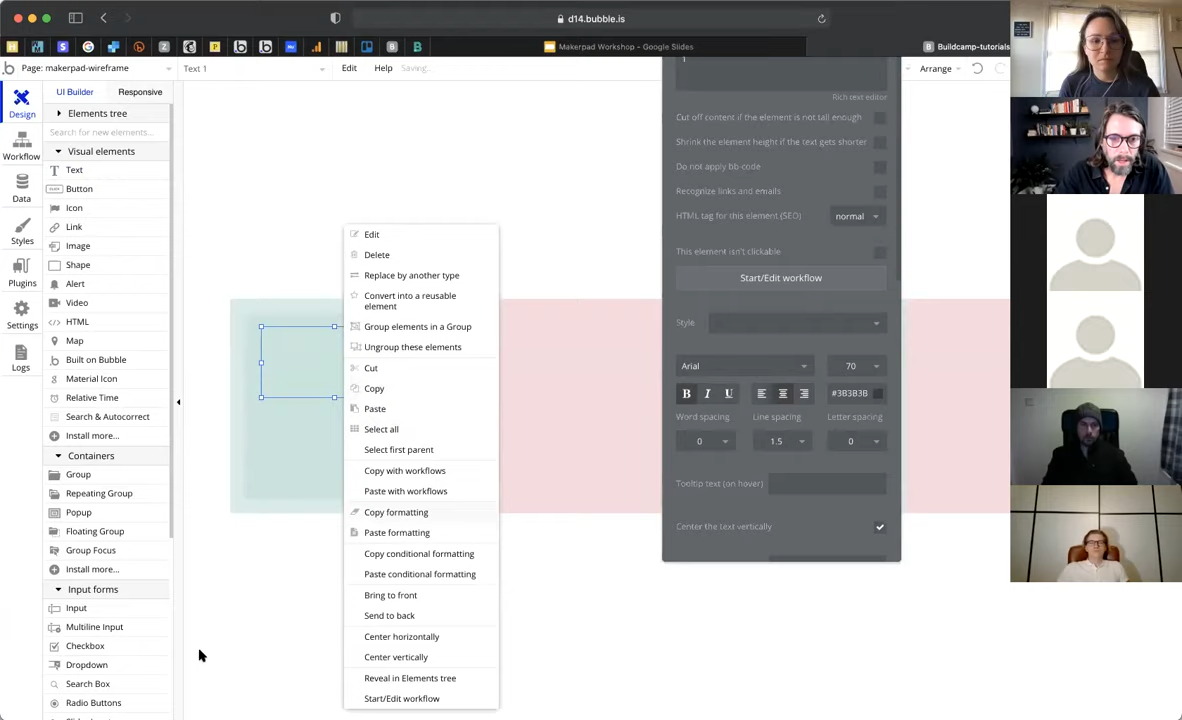 d14.bubble.is
Makerpad Workshop - Google Slides
Buildcamp-tutorials
Page: makerpad-wireframe
Text 1
Edit
Help
Saving...
Arrange
Design
Workflow
Data
Styles
Plugins
Settings
Logs
UI Builder
Responsive
Elements tree
Search for new elements...
Visual elements
Text
Button
Icon
Link
Image
Shape
Alert
Video
HTML
Map
Built on Bubble
Material Icon
Relative Time
Search & Autocorrect
Install more...
Containers
Group
Repeating Group
Popup
Floating Group
Group Focus
Install more...
Input forms
Input
Multiline Input
Checkbox
Dropdown
Search Box
Radio Buttons
Edit
Delete
Replace by another type
Convert into a reusable
element
Group elements in a Group
Ungroup these elements
Cut
Copy
Paste
Select all
Select first parent
Copy with workflows
Paste with workflows
Copy formatting
Paste formatting
Copy conditional formatting
Paste conditional formatting
Bring to front
Send to back
Center horizontally
Center vertically
Reveal in Elements tree
Start/Edit workflow
1
Rich text editor
Cut off content if the element is not tall enough
Shrink the element height if the text gets shorter
Do not apply bb-code
Recognize links and emails
HTML tag for this element (SEO)
normal
This element isn't clickable
Start/Edit workflow
Style
Arial
70
B I U
#3B3B3B
Word spacing
Line spacing
Letter spacing
0
1.5
0
Tooltip text (on hover)
Center the text vertically